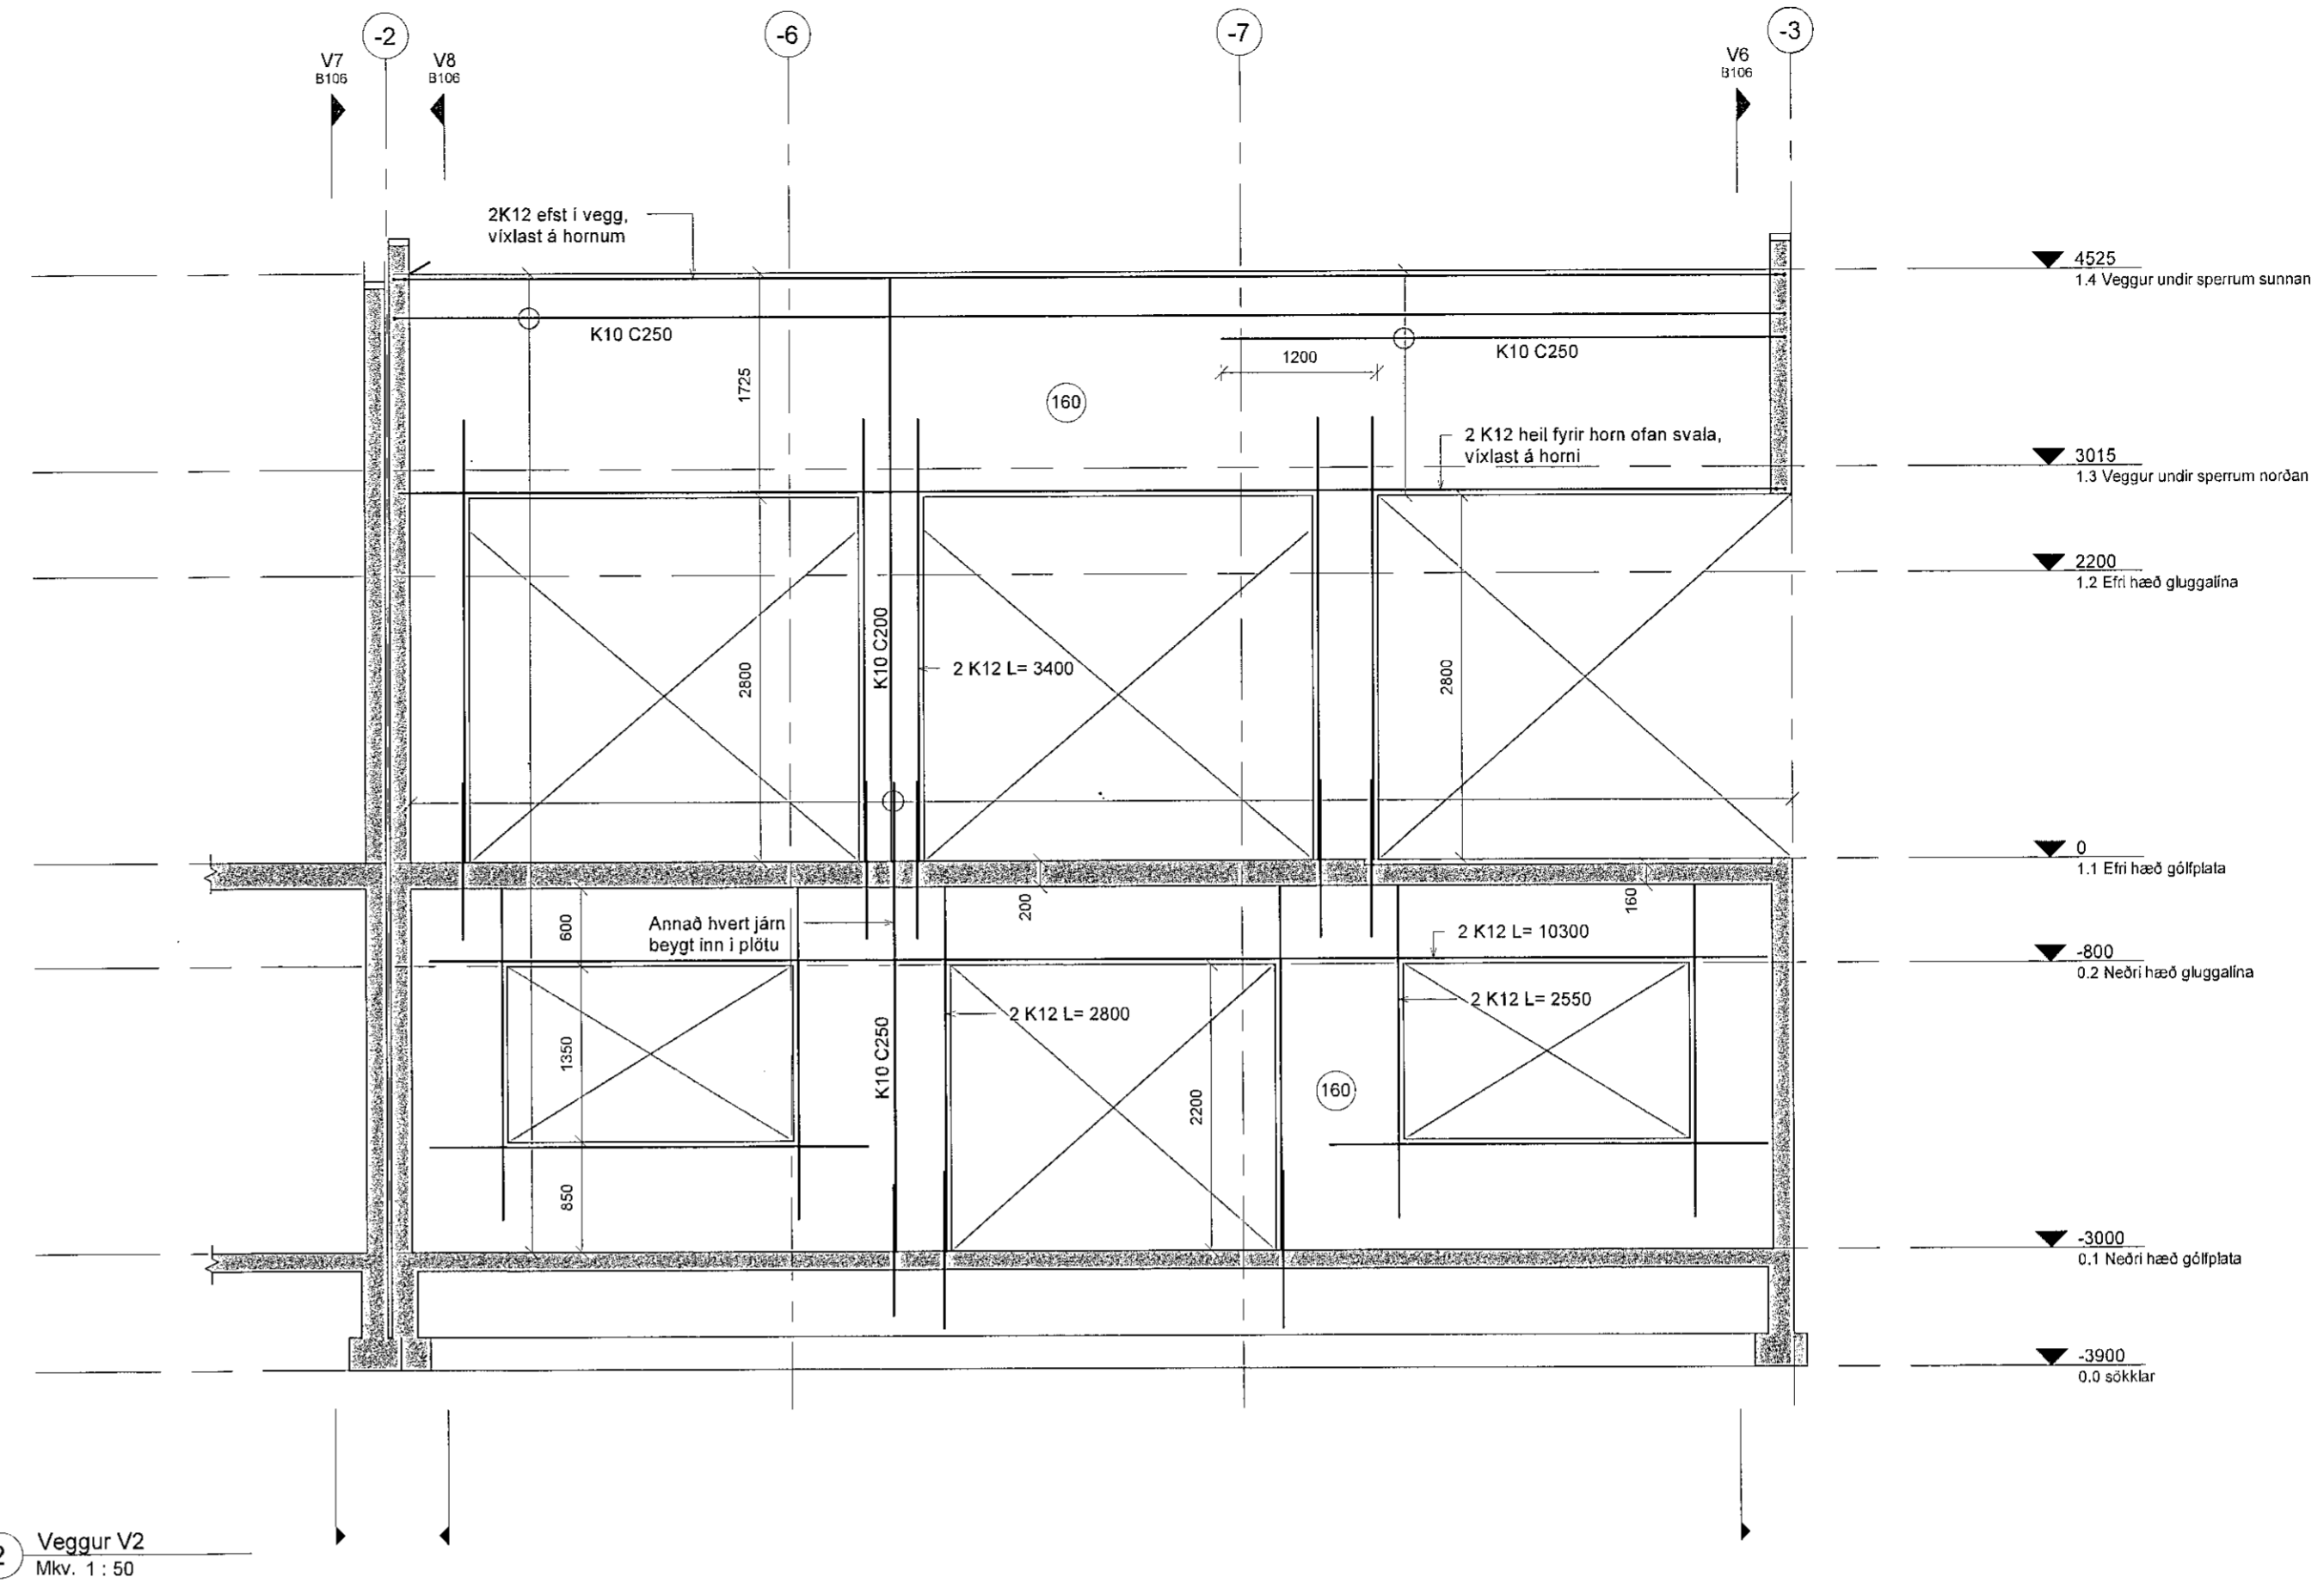 -2
-6
-7
-3
V7
B106
V8
B106
V6
B106
2K12 efst í vegg,
víxlast á hornum
4525
1.4 Veggur undir sperrum sunnan
K10 C250
K10 C250
1200
1725
160
2 K12 heil fyrir horn ofan svala,
víxlast á horni
3015
1.3 Veggur undir sperrum norðan
2200
1.2 Efri hæð gluggalína
K10 C200
2 K12 L= 3400
2800
2800
0
1.1 Efri hæð gólfplata
200
160
600
Annað hvert járn
beygt inn í plötu
2 K12 L= 10300
-800
0.2 Neðri hæð gluggalína
2 K12 L= 2550
2 K12 L= 2800
1350
K10 C250
2200
160
850
-3000
0.1 Neðri hæð gólfplata
-3900
0.0 sökklar
2
Veggur V2
Mkv. 1 : 50